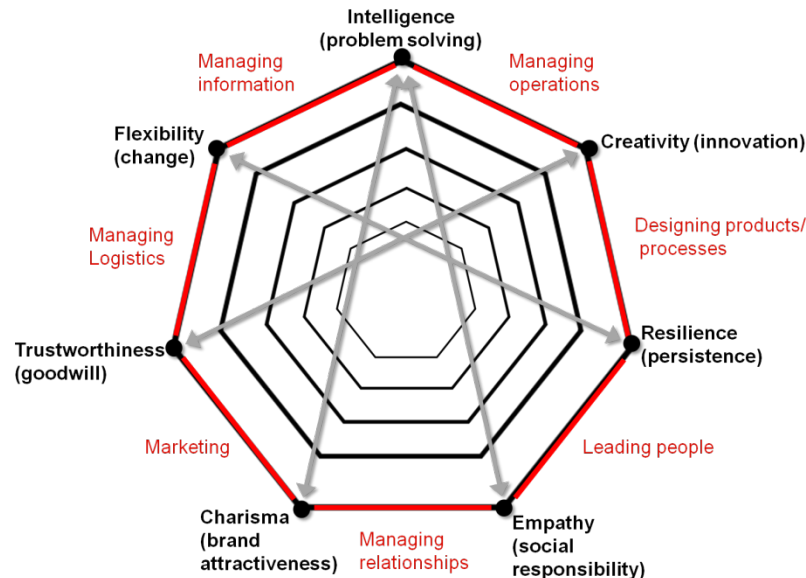 Intelligence
(problem solving)
Managing
information
Managing
operations
Flexibility
(change)
Creativity (innovation)
Managing
Logistics
Designing products/
processes
Trustworthiness
(goodwill)
Resilience
(persistence)
Marketing
Leading people
Charisma
(brand
attractiveness)
Managing
relationships
Empathy
(social
responsibility)